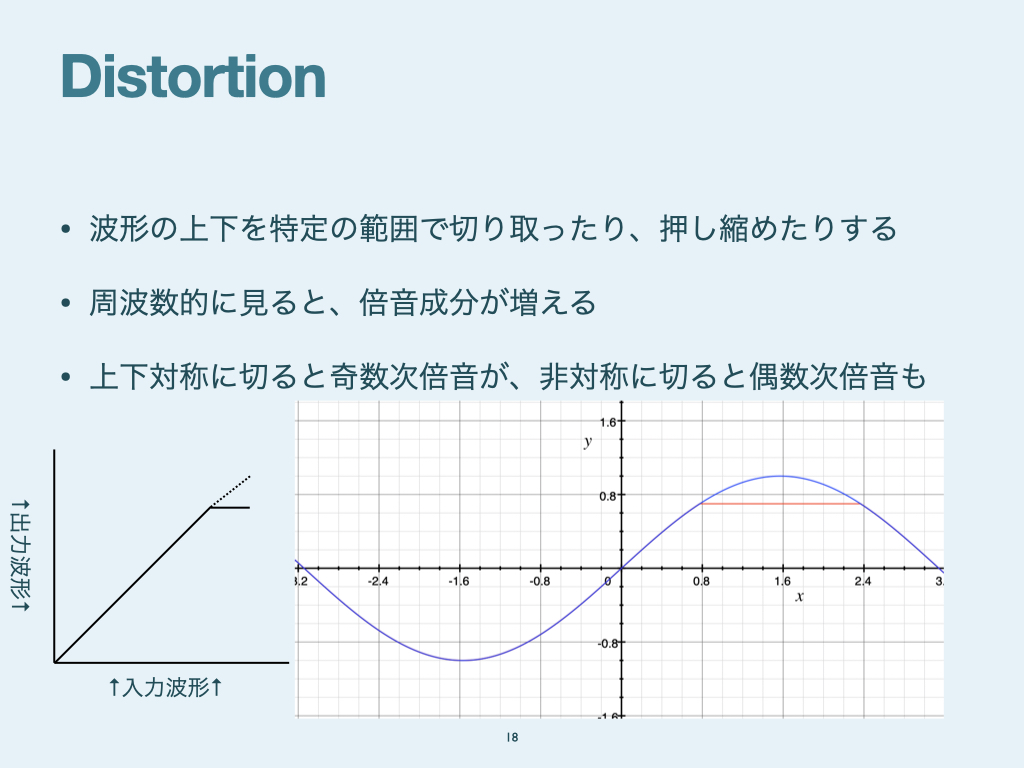 Distortion
• 波形の上下を特定の範囲で切り取ったり、押し縮めたりする
• 周波数的に見ると、倍音成分が増える
• 上下対称に切ると奇数次倍音が、非対称に切ると偶数次倍音も
↑出力波形↑
↑入力波形↑
y
1.6
0.8
3.2 -2.4 -1.6 -0.8 0 0.8 1.6 2.4 3.
x
-0.8
-1.6
18